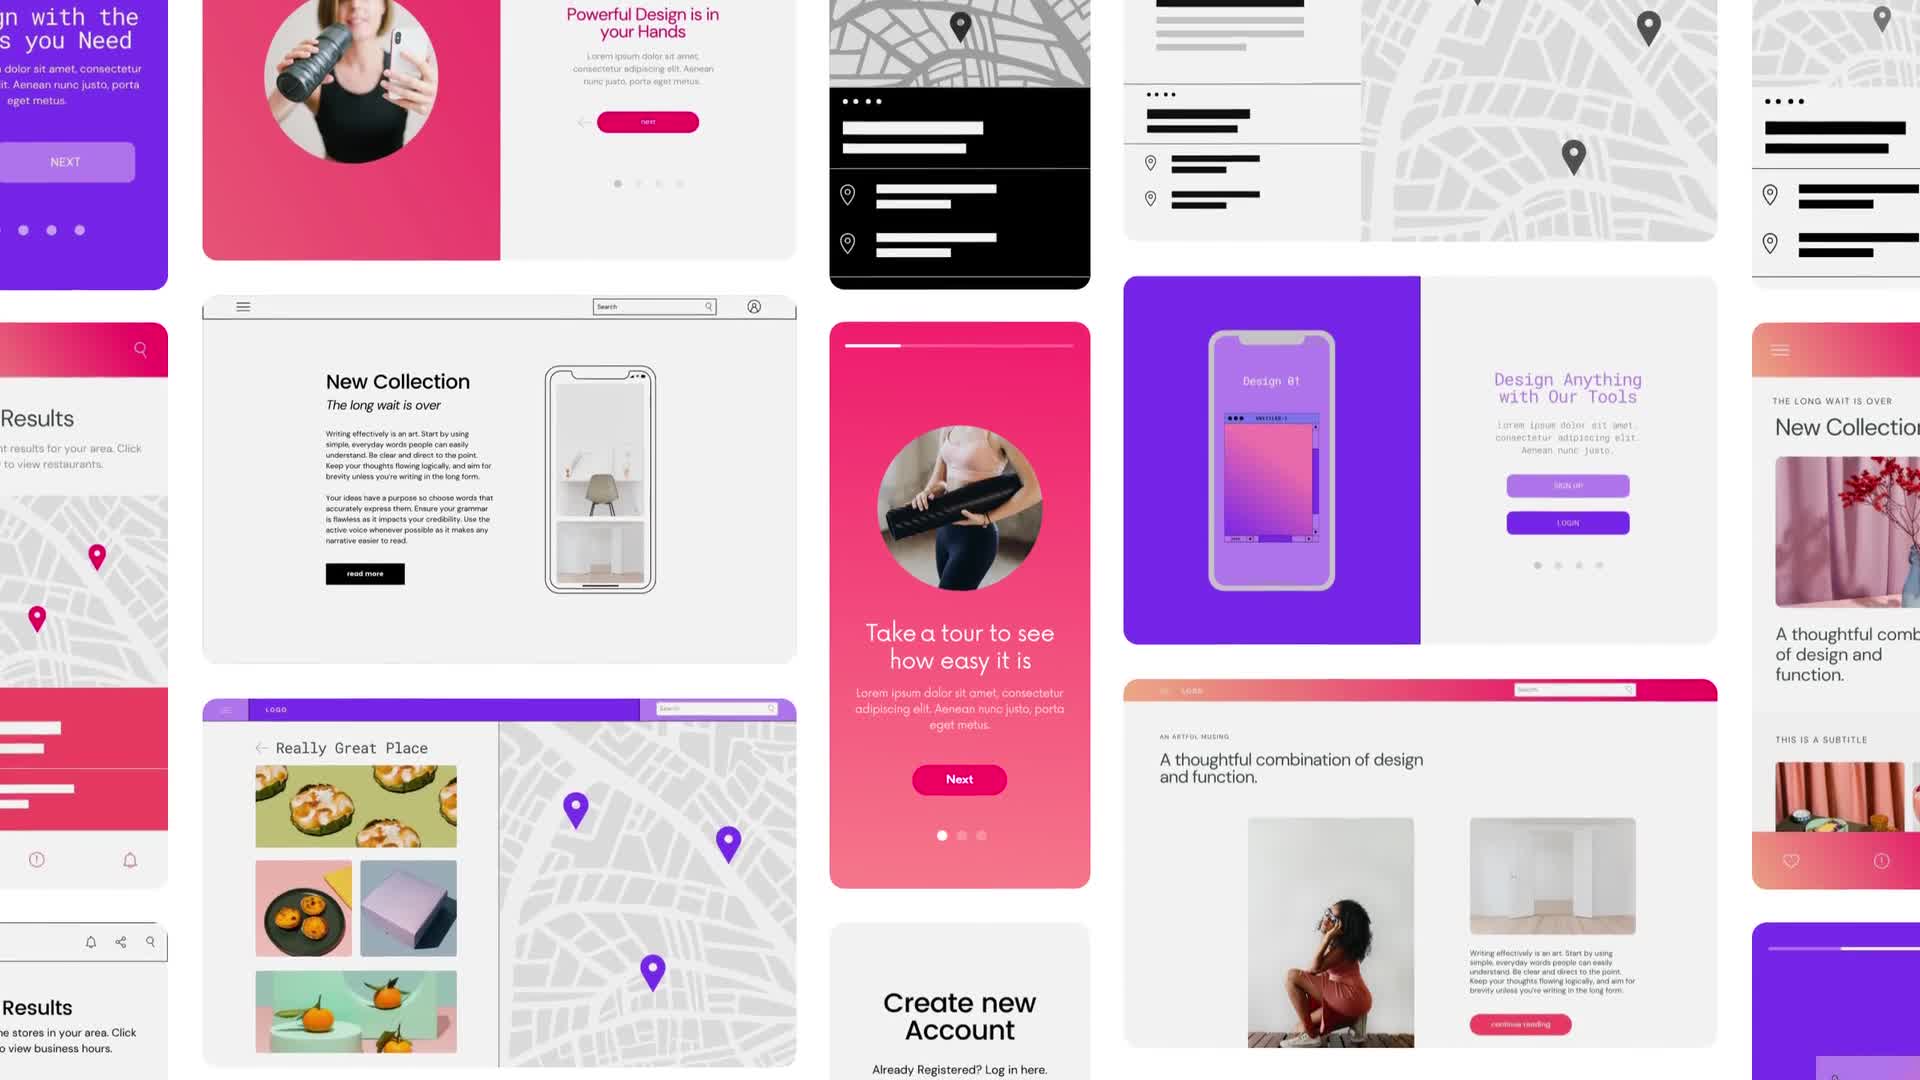 gn with the
s you Need
dolor sit amet, consectetur
lit. Aenean nunc justo, porta
eget metus.
NEXT
Results
nt results for your area. Click
to view restaurants.
Results
ne stores in your area. Click
o view business hours.
Powerful Design is in
your Hands
Lorem ipsum dolor sit amet,
consectetur adipiscing elit. Aenean
nunc justo, porta eget metus.
next
Search
New Collection
The long wait is over
Writing effectively is an art. Start by using
simple, everyday words people can easily
understand. Be clear and direct to the point.
Keep your thoughts flowing logically, and aim for
brevity unless you're writing in the long form.
Your ideas have a purpose so choose words that
accurately express them. Ensure your grammar
is flawless as it impacts your credibility. Use the
active voice whenever possible as it makes any
narrative easier to read.
read more
LOGO
Search
Really Great Place
Take a tour to see
how easy it is
Lorem ipsum dolor sit amet, consectetur
adipiscing elit. Aenean nunc justo, porta
eget metus.
Next
Create new
Account
Already Registered? Log in here.
Design 01
UNTITLED-1
Design Anything
with Our Tools
Lorem ipsum dolor sit amet,
consectetur adipiscing elit.
Aenean nunc justo.
SIGN UP
LOGIN
LOGO
Search
AN ARTFUL MUSING
A thoughtful combination of design
and function.
Writing effectively is an art. Start by using
simple, everyday words people can easily
understand. Be clear and direct to the point.
Keep your thoughts flowing logically, and aim for
brevity unless you're writing in the long form.
continue reading
THE LONG WAIT IS OVER
New Collection
A thoughtful comb
of design and
function.
THIS IS A SUBTITLE